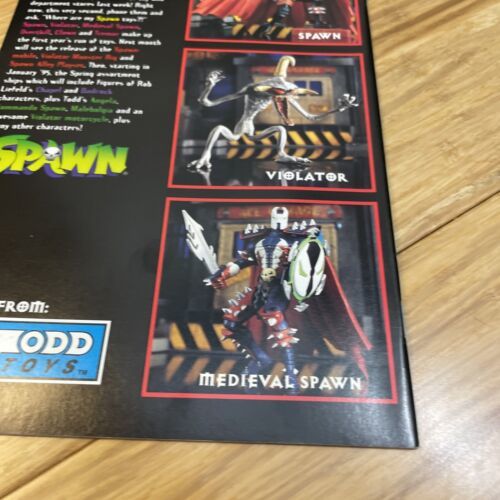 department stores last week! Right
now, this very second, phone them and
ask, "Where are my Spawn toys?!"
Spawn, Violator, Medieval Spawn,
Overtkill, Clown and Tremor make up
the first year's run of toys. Next month
will see the release of the Spawn
mobile, Violator Monster Rig and
Spawn Alley Playset. Then, starting in
January '95, the Spring assortment
ships which will include figures of Rob
Liefeld's Chapel and Badrock
characters, plus Todd's Angela,
Commando Spawn, Malebolgia and an
awesome Violator motorcycle, plus
many other characters!
SPAWN
FROM:
TODD
TOYS™
SPAWN
VIOLATOR
MEDIEVAL SPAWN